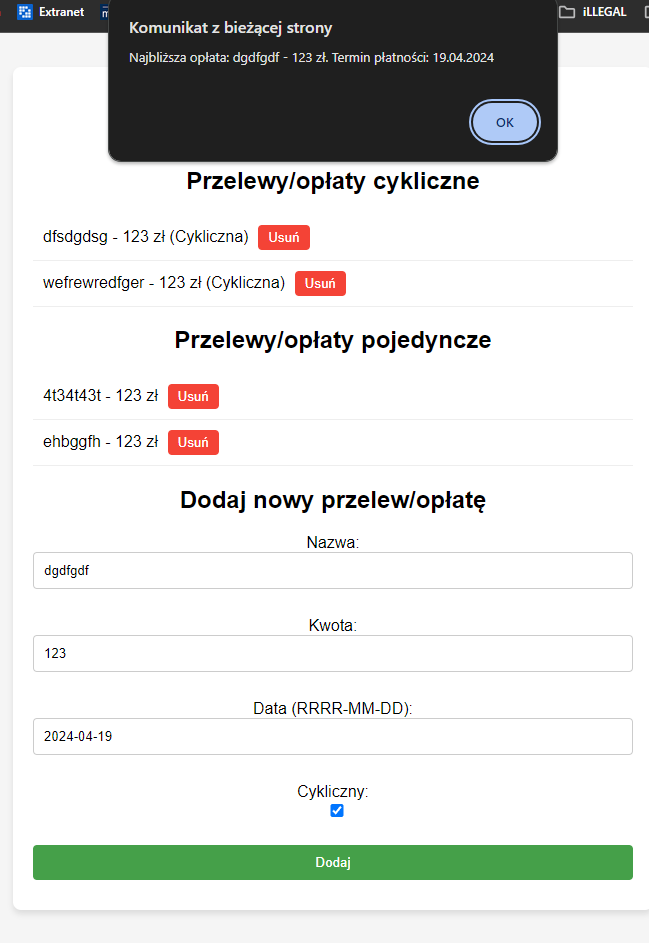 Extranet
iLLEGAL
Komunikat z bieżącej strony
Najbliższa opłata: dgdfgdf - 123 zł. Termin płatności: 19.04.2024
OK
Przelewy/opłaty cykliczne
dfsdgdsg - 123 zł (Cykliczna) Usuń
wefrewredfger - 123 zł (Cykliczna) Usuń
Przelewy/opłaty pojedyncze
4t34t43t - 123 zł Usuń
ehbggfh - 123 zł Usuń
Dodaj nowy przelew/opłatę
Nazwa:
dgdfgdf
Kwota:
123
Data (RRRR-MM-DD):
2024-04-19
Cykliczny:
Dodaj